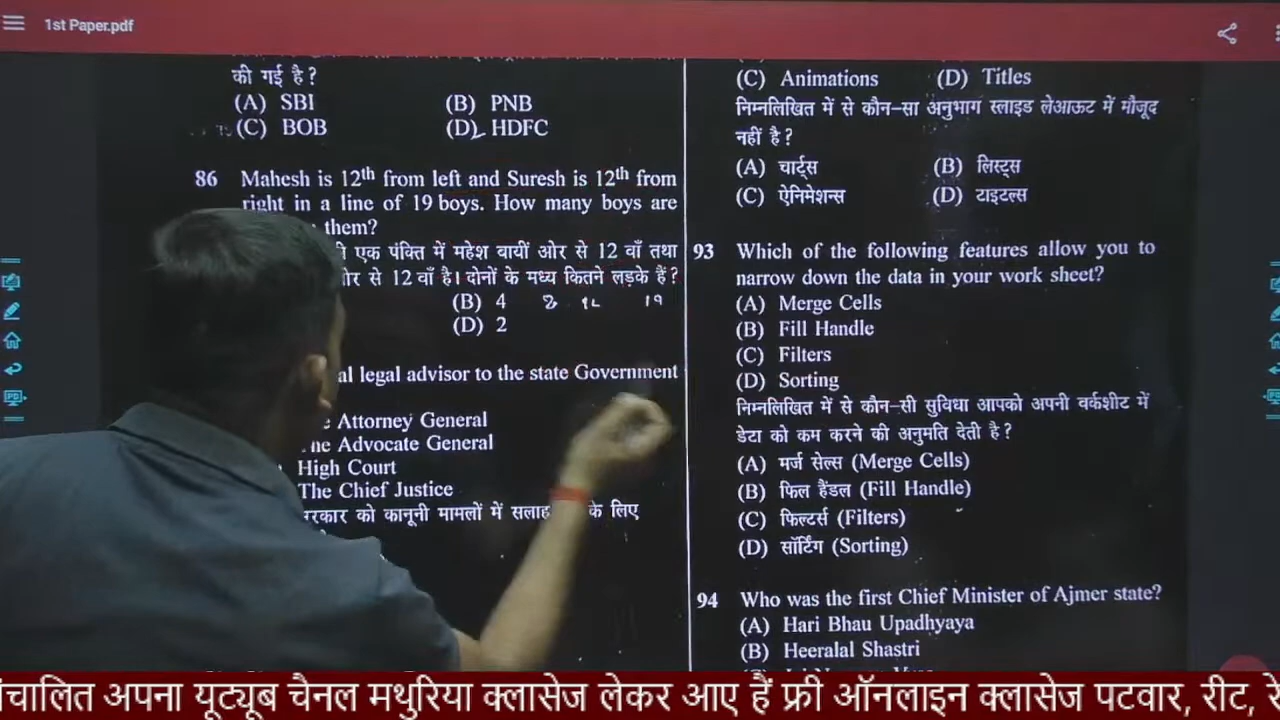 1st Paper.pdf
की गई है ?
(A) SBI (B) PNB
(C) BOB (D) HDFC
86 Mahesh is 12th from left and Suresh is 12th from
right in a line of 19 boys. How many boys are
them?
एक पंक्ति में महेश बायीं ओर से 12 वाँ तथा
ओर से 12 वाँ है। दोनों के मध्य कितने लड़के हैं ?
(B) 4 8 12 19
(D) 2
legal advisor to the state Government
Attorney General
Advocate General
High Court
The Chief Justice
को कानूनी मामलों में के लिए
(C) Animations (D) Titles
निम्नलिखित में से कौन-सा अनुभाग स्लाइड लेआऊट में मौजूद
नहीं है ?
(A) चार्ट्स (B) लिस्ट्स
(C) ऐनिमेशन्स (D) टाइटल्स
93 Which of the following features allow you to
narrow down the data in your work sheet?
(A) Merge Cells
(B) Fill Handle
(C) Filters
(D) Sorting
निम्नलिखित में से कौन-सी सुविधा आपको अपनी वर्कशीट में
डेटा को कम करने की अनुमति देती है ?
(A) मर्ज सेल्स (Merge Cells)
(B) फिल हैंडल (Fill Handle)
(C) फिल्टर्स (Filters)
(D) सॉर्टिंग (Sorting)
94 Who was the first Chief Minister of Ajmer state?
(A) Hari Bhau Upadhyaya
(B) Heeralal Shastri
अपना यूट्यूब चैनल मथुरिया क्लासेज लेकर आए हैं फ्री ऑनलाइन क्लासेज पटवार, रीट,